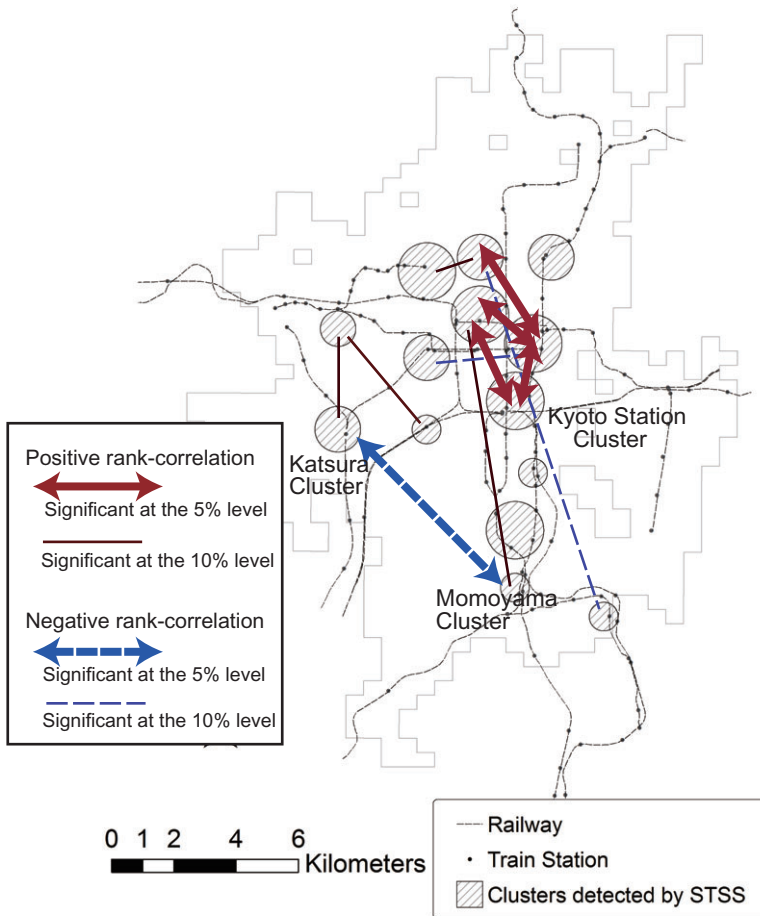 Kyoto Station
Cluster
Katsura
Cluster
Momoyama
Cluster
Positive rank-correlation
Significant at the 5% level
Significant at the 10% level
Negative rank-correlation
Significant at the 5% level
Significant at the 10% level
0 1 2 4 6
Kilometers
Railway
Train Station
Clusters detected by STSS